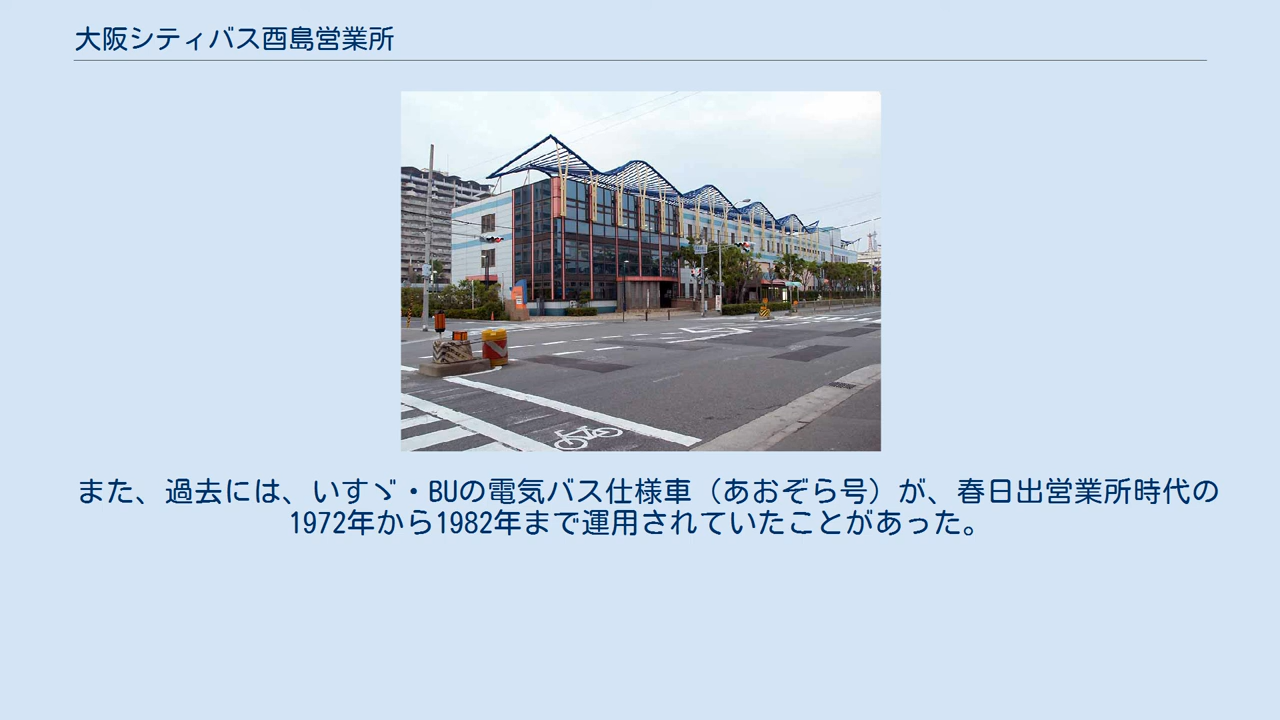 大阪シティバス酉島営業所
また、過去には、いすゞ・BUの電気バス仕様車（あおぞら号）が、春日出営業所時代の
1972年から1982年まで運用されていたことがあった。